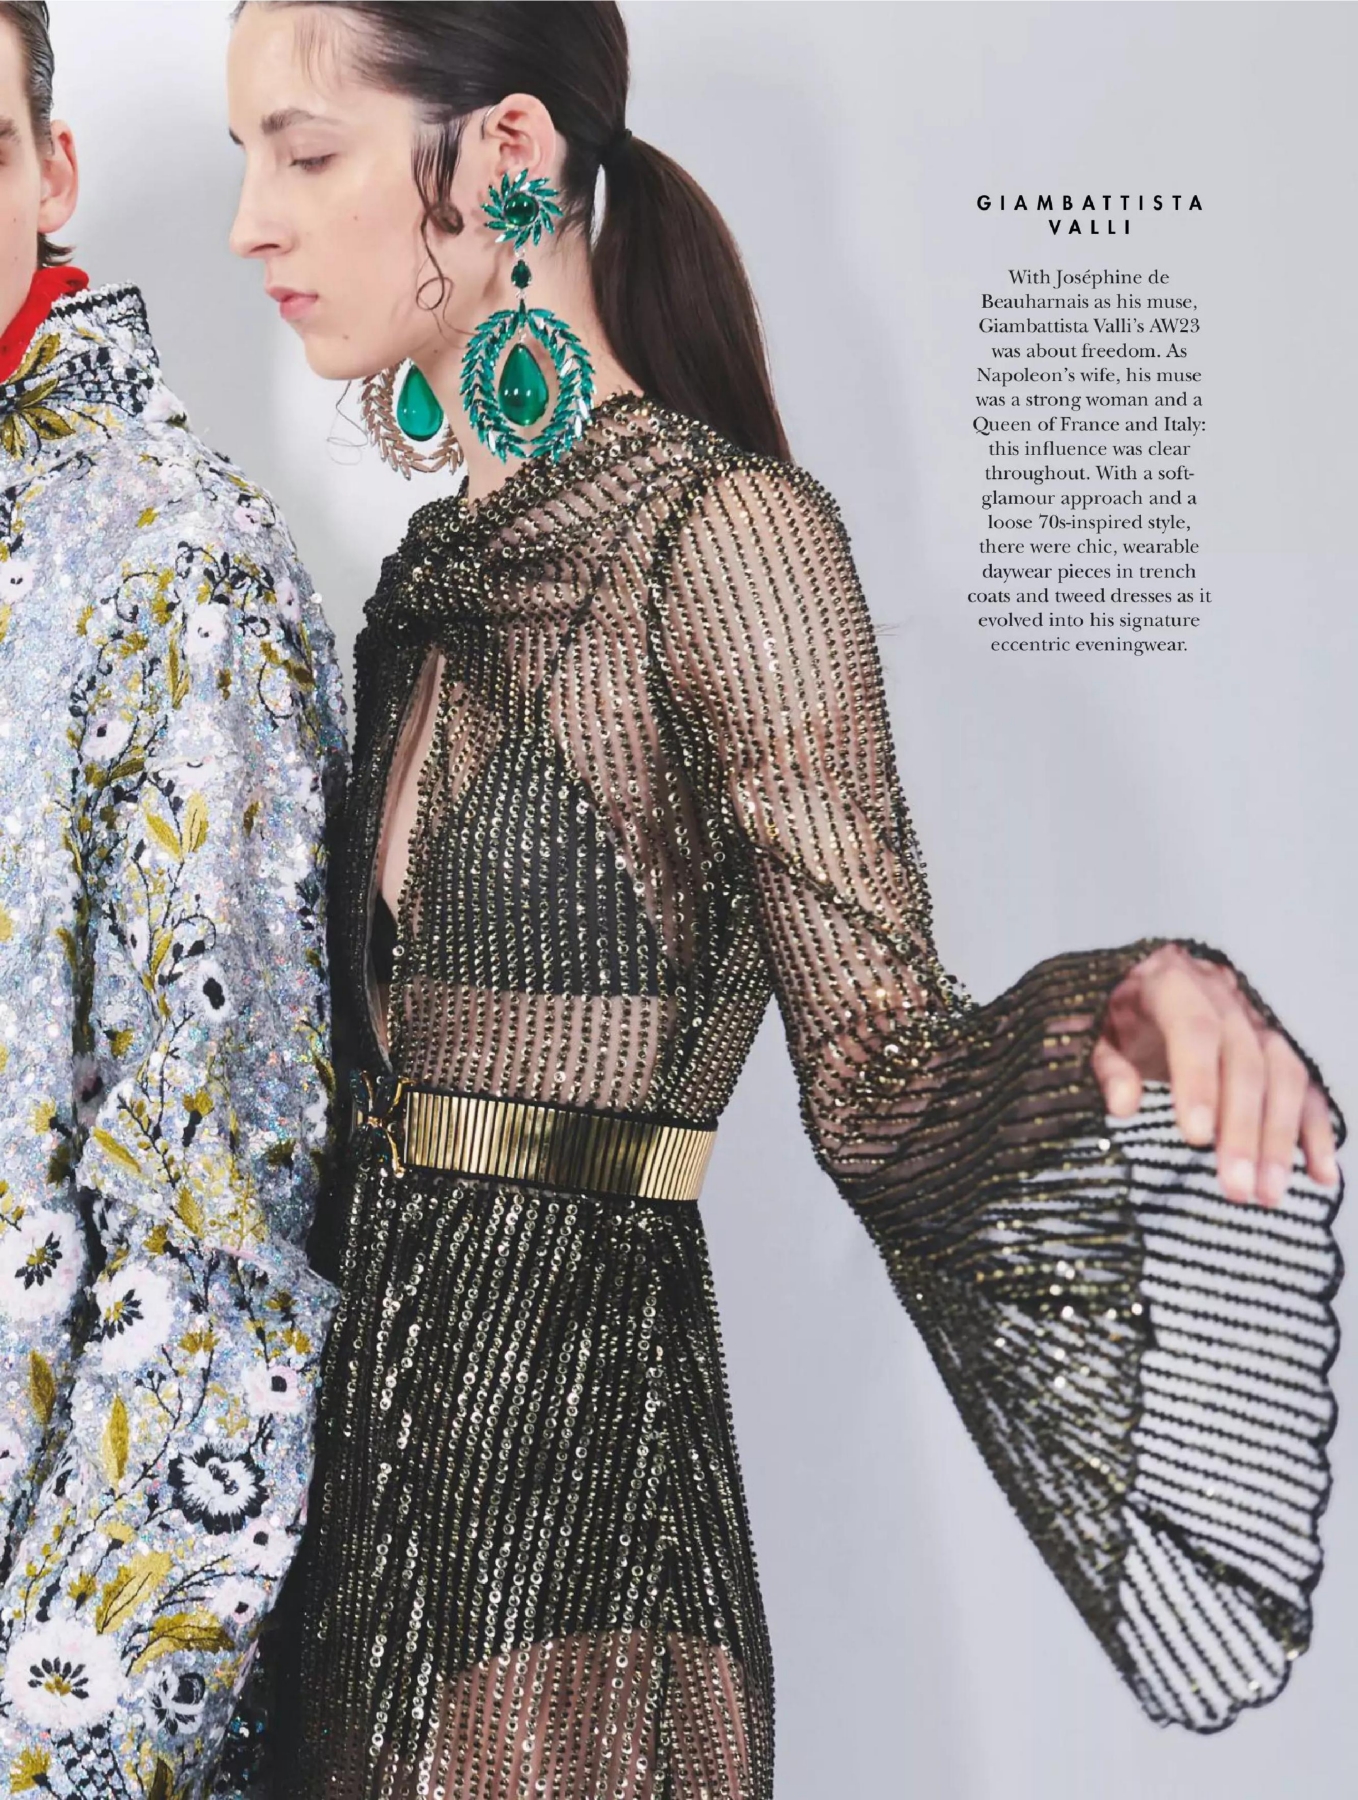 GIAMBATTISTA
VALLI
With Joséphine de
Beauharnais as his muse,
Giambattista Valli’s AW23
was about freedom. As
Napoleon’s wife, his muse
was a strong woman and a
Queen of France and Italy:
this influence was clear
throughout. With a soft-
glamour approach and a
loose 70s-inspired style,
there were chic, wearable
daywear pieces in trench
coats and tweed dresses as it
evolved into his signature
eccentric eveningwear.